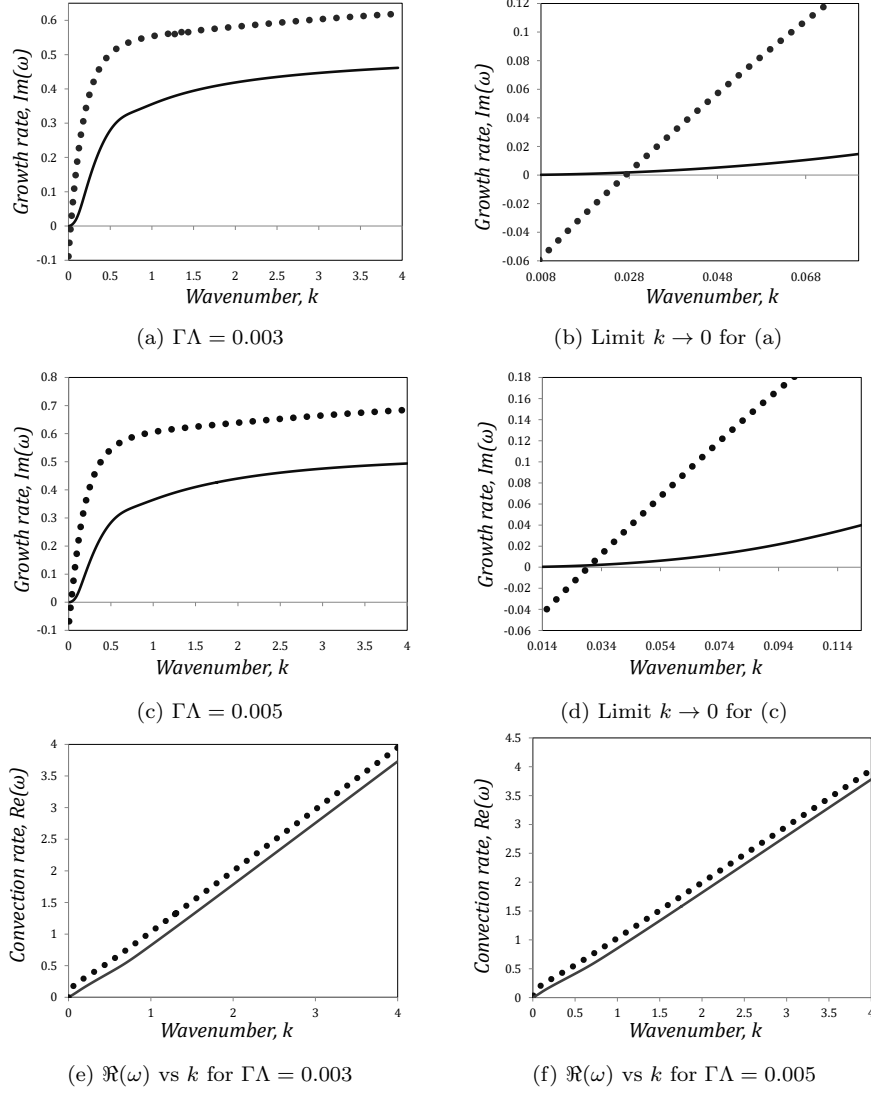 0.6
0.5
0.4
0.3
0.2
0.1
0
-0.1
Growth rate, Im(ω)
0 0.5 1 1.5 2 2.5 3 3.5 4
Wavenumber, k
(a) ΓΛ = 0.003
0.12
0.1
0.08
0.06
0.04
0.02
0
-0.02
-0.04
-0.06
Growth rate, Im(ω)
0.008 0.028 0.048 0.068
Wavenumber, k
(b) Limit k → 0 for (a)
0.8
0.7
0.6
0.5
0.4
0.3
0.2
0.1
0
-0.1
Growth rate, Im(ω)
0 0.5 1 1.5 2 2.5 3 3.5 4
Wavenumber, k
(c) ΓΛ = 0.005
0.18
0.16
0.14
0.12
0.1
0.08
0.06
0.04
0.02
0
-0.02
-0.04
-0.06
Growth rate, Im(ω)
0.014 0.034 0.054 0.074 0.094 0.114
Wavenumber, k
(d) Limit k → 0 for (c)
4
3.5
3
2.5
2
1.5
1
0.5
0
Convection rate, Re(ω)
0 1 2 3 4
Wavenumber, k
(e) ℜ(ω) vs k for ΓΛ = 0.003
4.5
4
3.5
3
2.5
2
1.5
1
0.5
0
Convection rate, Re(ω)
0 0.5 1 1.5 2 2.5 3 3.5 4
Wavenumber, k
(f) ℜ(ω) vs k for ΓΛ = 0.005